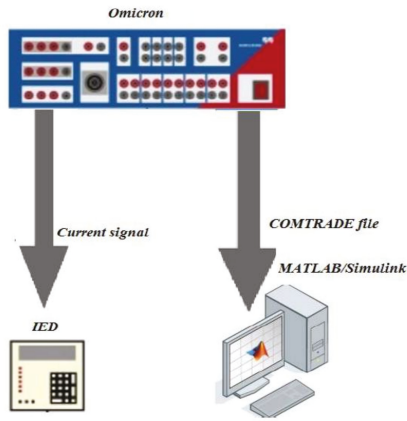 Omicron
Current signal
COMTRADE file
MATLAB/Simulink
IED